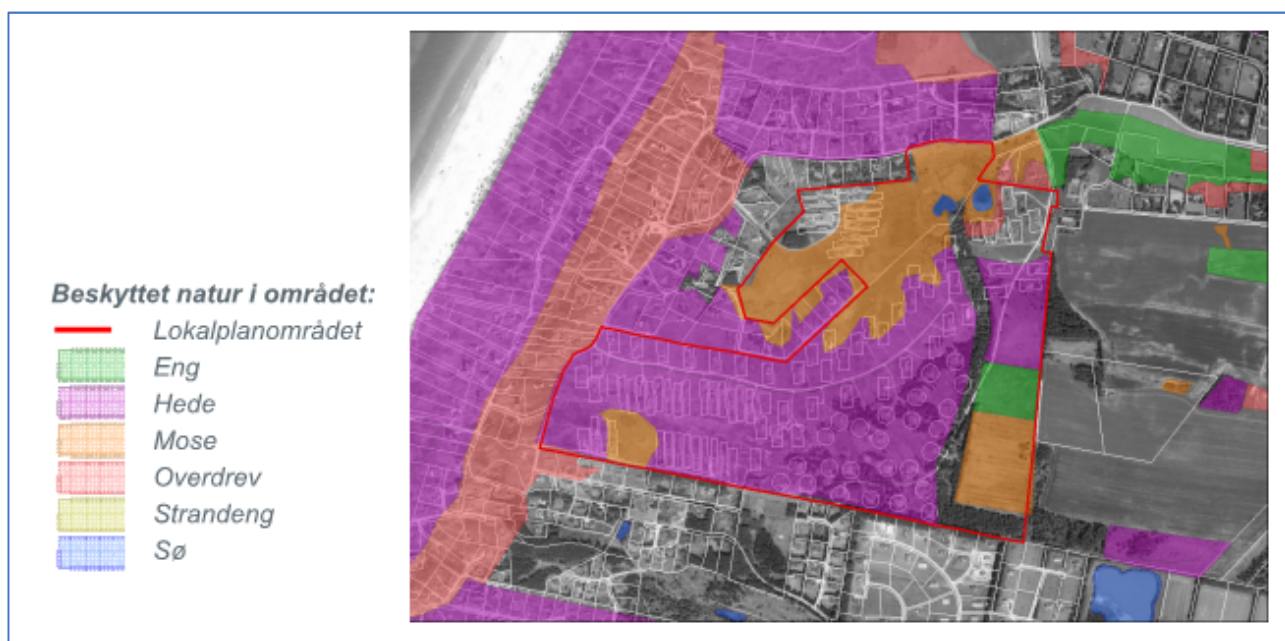 Beskyttet natur i området:
Lokalplanområdet
Eng
Hede
Mose
Overdrev
Strandeng
Sø